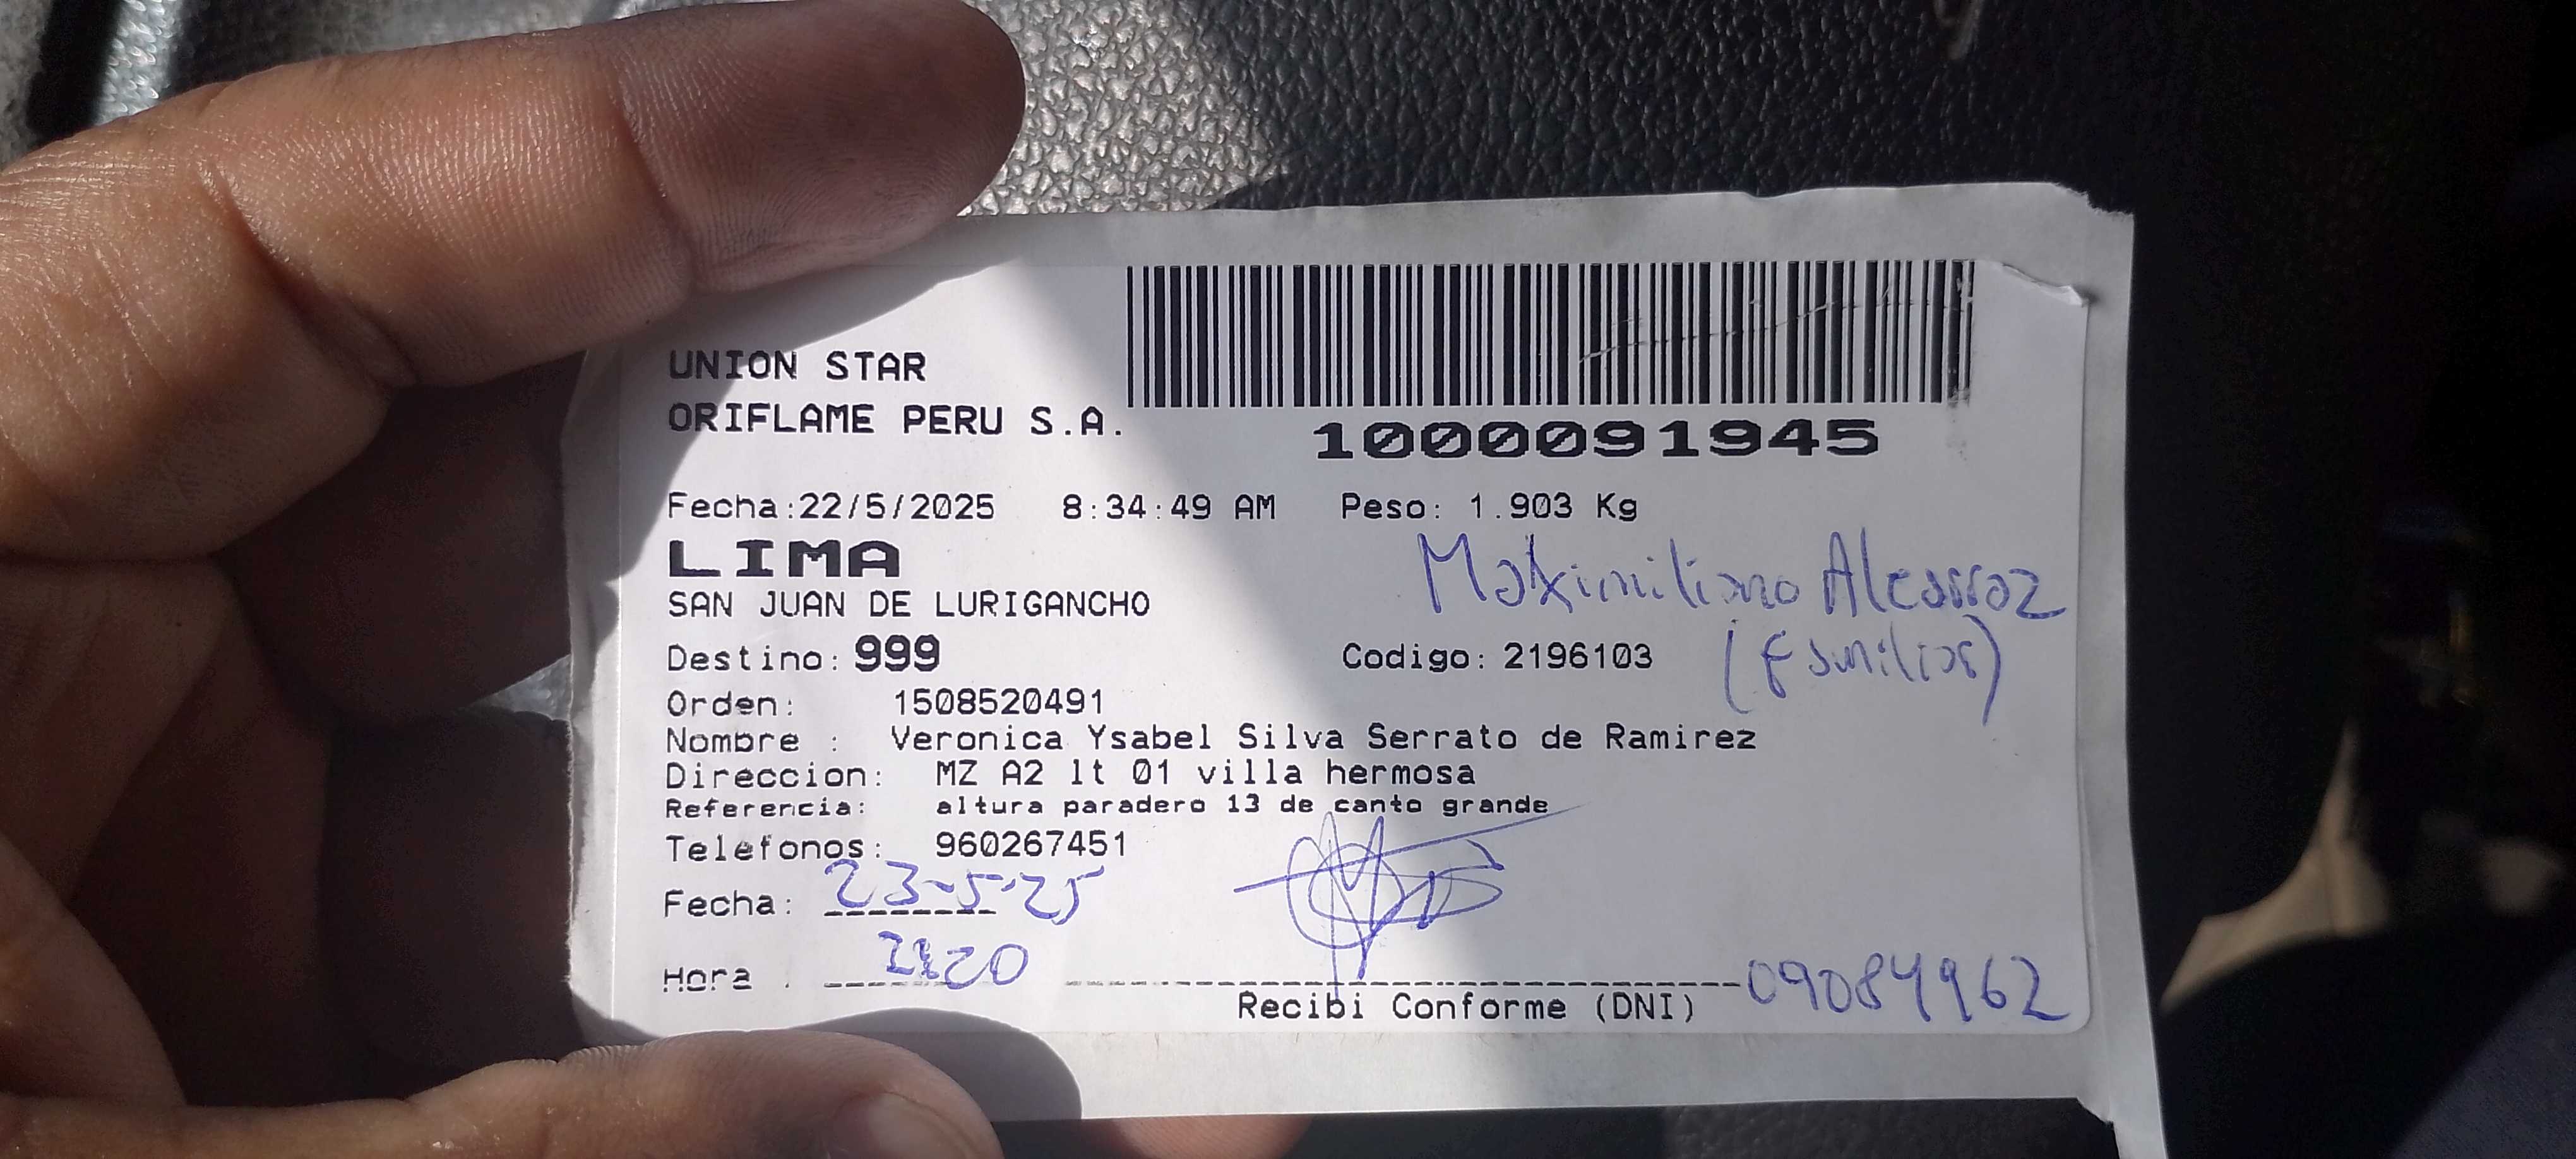 UNION STAR
ORIFLAME PERU S.A.
1000091945
Fecha:22/5/2025 8:34:49 AM Peso: 1.903 Kg
LIMA
Maximiliano
SAN JUAN DE LURIGANCHO
Destino: 999 Codigo: 2196103
Orden: 1508520491
Nombre : Veronica Ysabel Silva Serrato de Ramirez
Direccion: MZ A2 lt 01 villa hermosa
Referencia: altura paradero 13 de canto grande
Telefonos: 960267451
Fecha: 23-5-25
Hora :
Recibi Conforme (DNI) 09084962